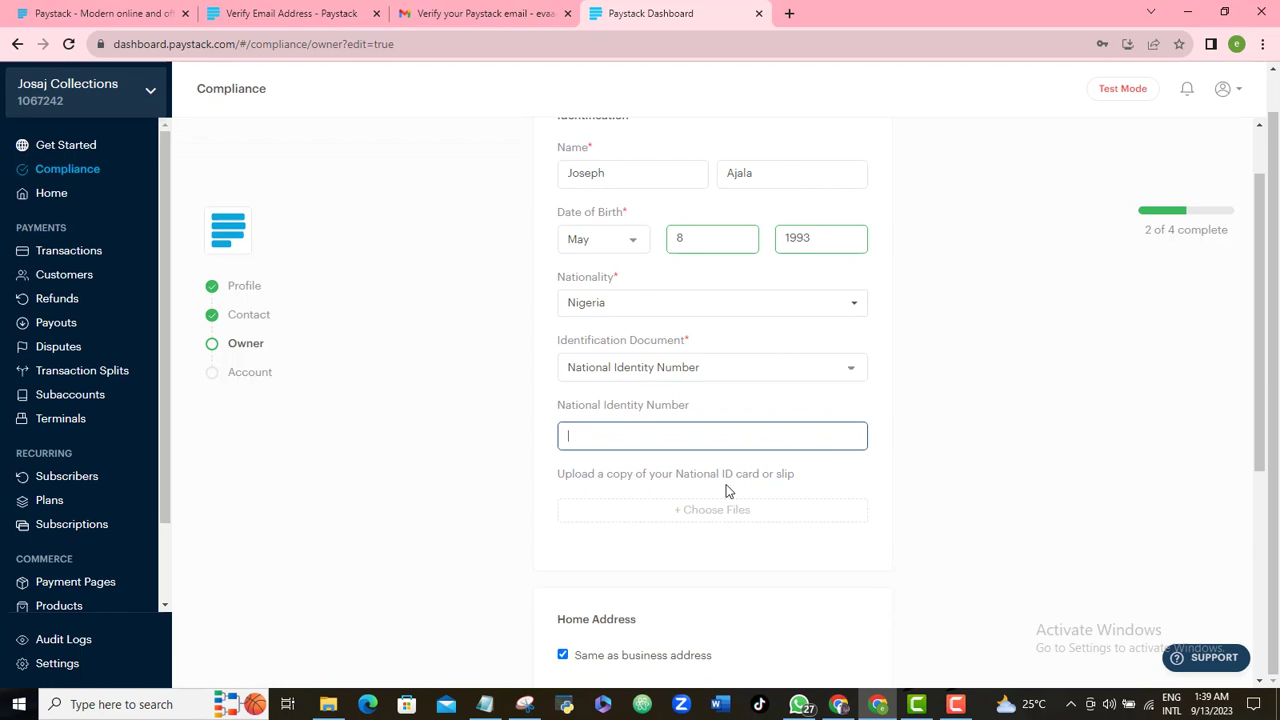 Paystack - Modern online and of
Verify Email Address - Paystack
Verify your Paystack email - evaa
Paystack Dashboard
dashboard.paystack.com/#/compliance/owner?edit=true
e
Josaj Collections
1067242
Compliance
Test Mode
Get Started
Compliance
Home
PAYMENTS
Transactions
Customers
Refunds
Payouts
Disputes
Transaction Splits
Subaccounts
Terminals
RECURRING
Subscribers
Plans
Subscriptions
COMMERCE
Payment Pages
Products
Audit Logs
Settings
Profile
Contact
Owner
Account
Identification
Name*
Joseph Ajala
Date of Birth*
May 8 1993
Nationality*
Nigeria
Identification Document*
National Identity Number
National Identity Number
Upload a copy of your National ID card or slip
+ Choose Files
Home Address
Same as business address
2 of 4 complete
Activate Windows
Go to Settings to activate Windows.
SUPPORT
Type here to search
27
25°C
ENG
INTL
1:39 AM
9/13/2023